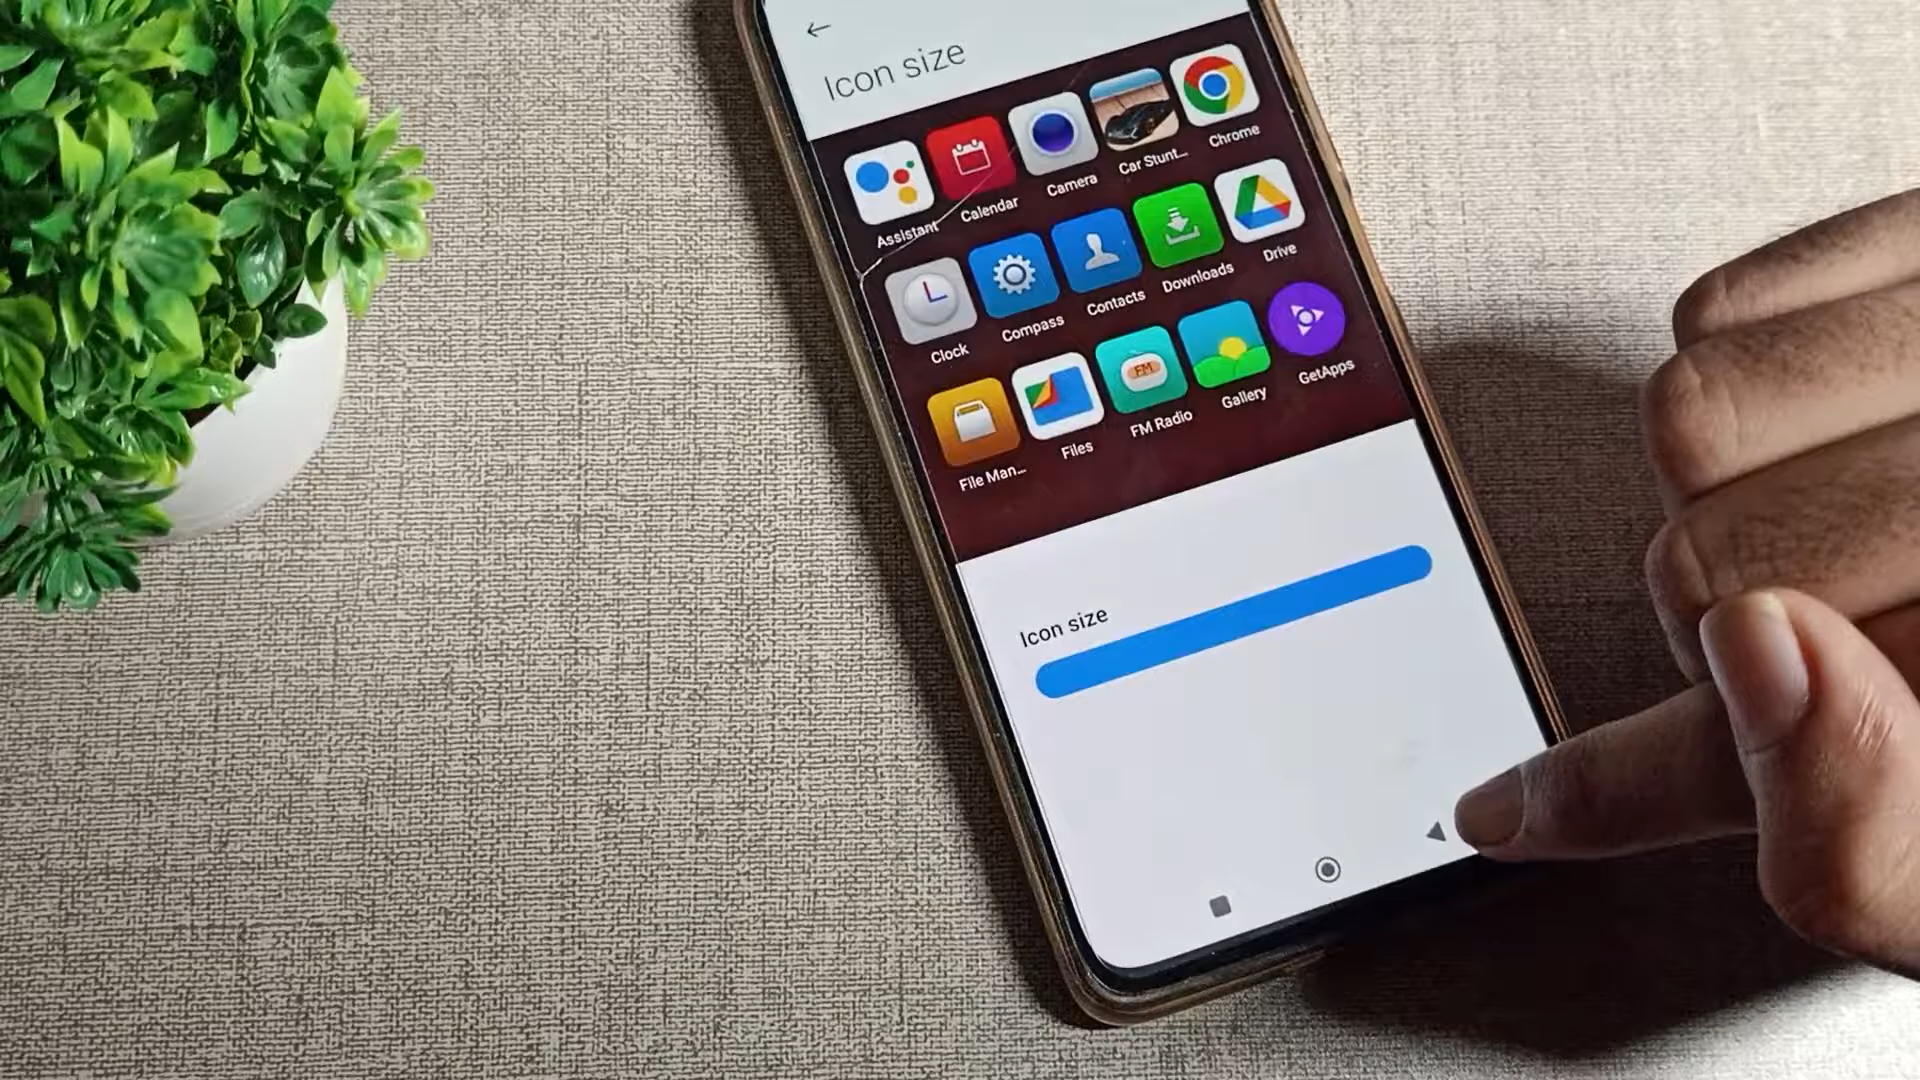 Icon size
Assistant
Calendar
Camera
Car Stunt...
Chrome
Clock
Compass
Contacts
Downloads
Drive
File Man...
Files
FM
FM Radio
Gallery
GetApps
Icon size